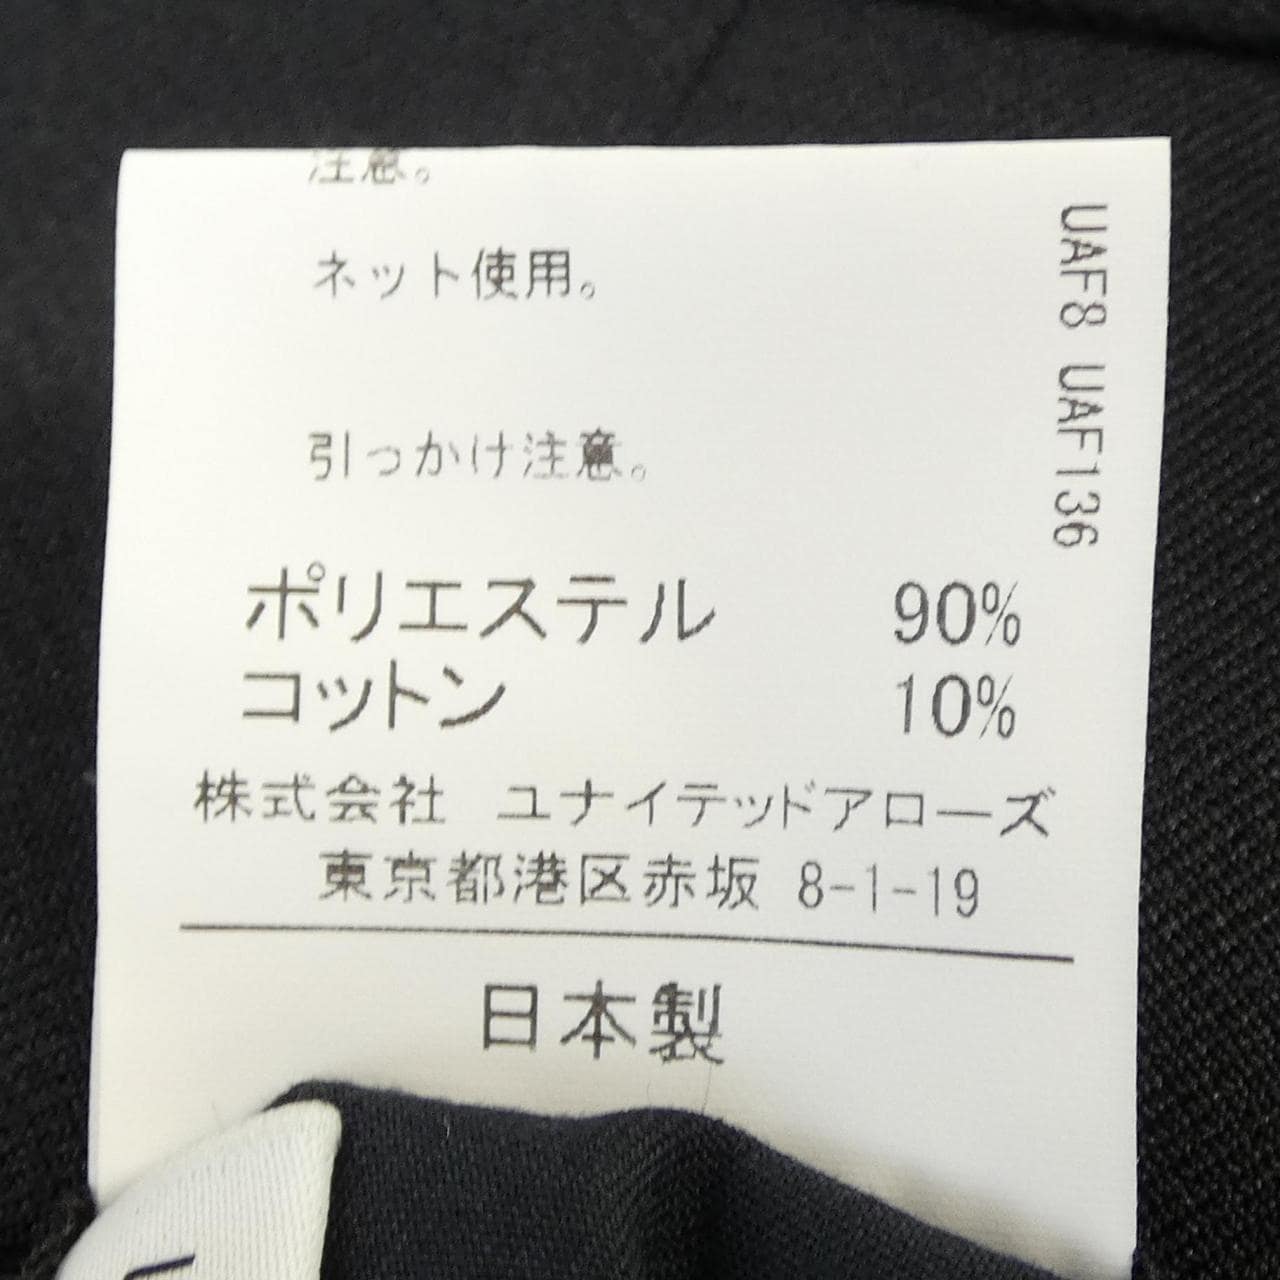 注意。
ネット使用。
引っかけ注意。
ポリエステル 90%
コットン 10%
株式会社 ユナイテッドアローズ
東京都港区赤坂 8-1-19
日本製
UAF8 UAF136